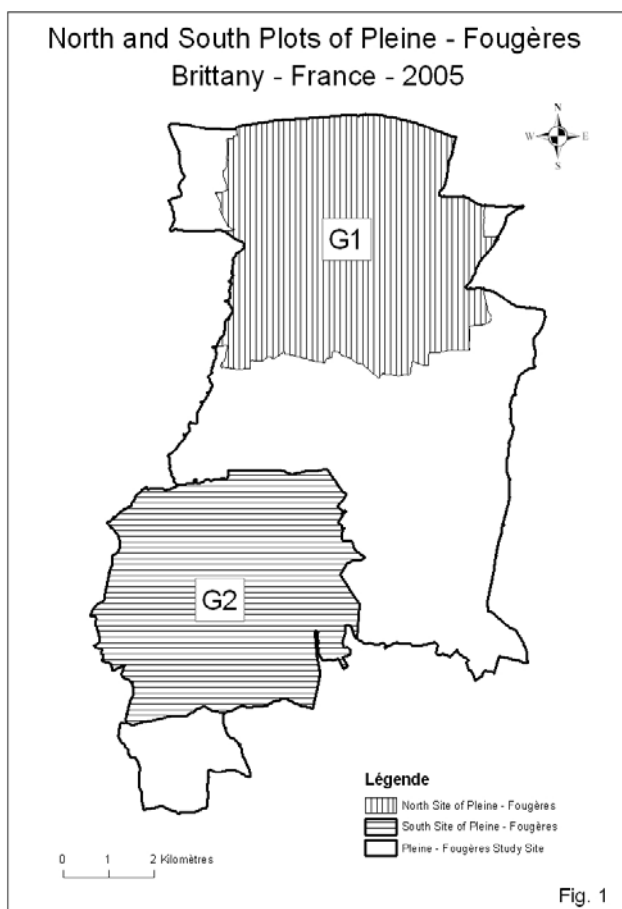 North and South Plots of Pleine - Fougères
Brittany - France - 2005
N
W E
S
G1
G2
Légende
North Site of Pleine - Fougères
South Site of Pleine - Fougères
Pleine - Fougères Study Site
0 1 2 Kilomètres
Fig. 1